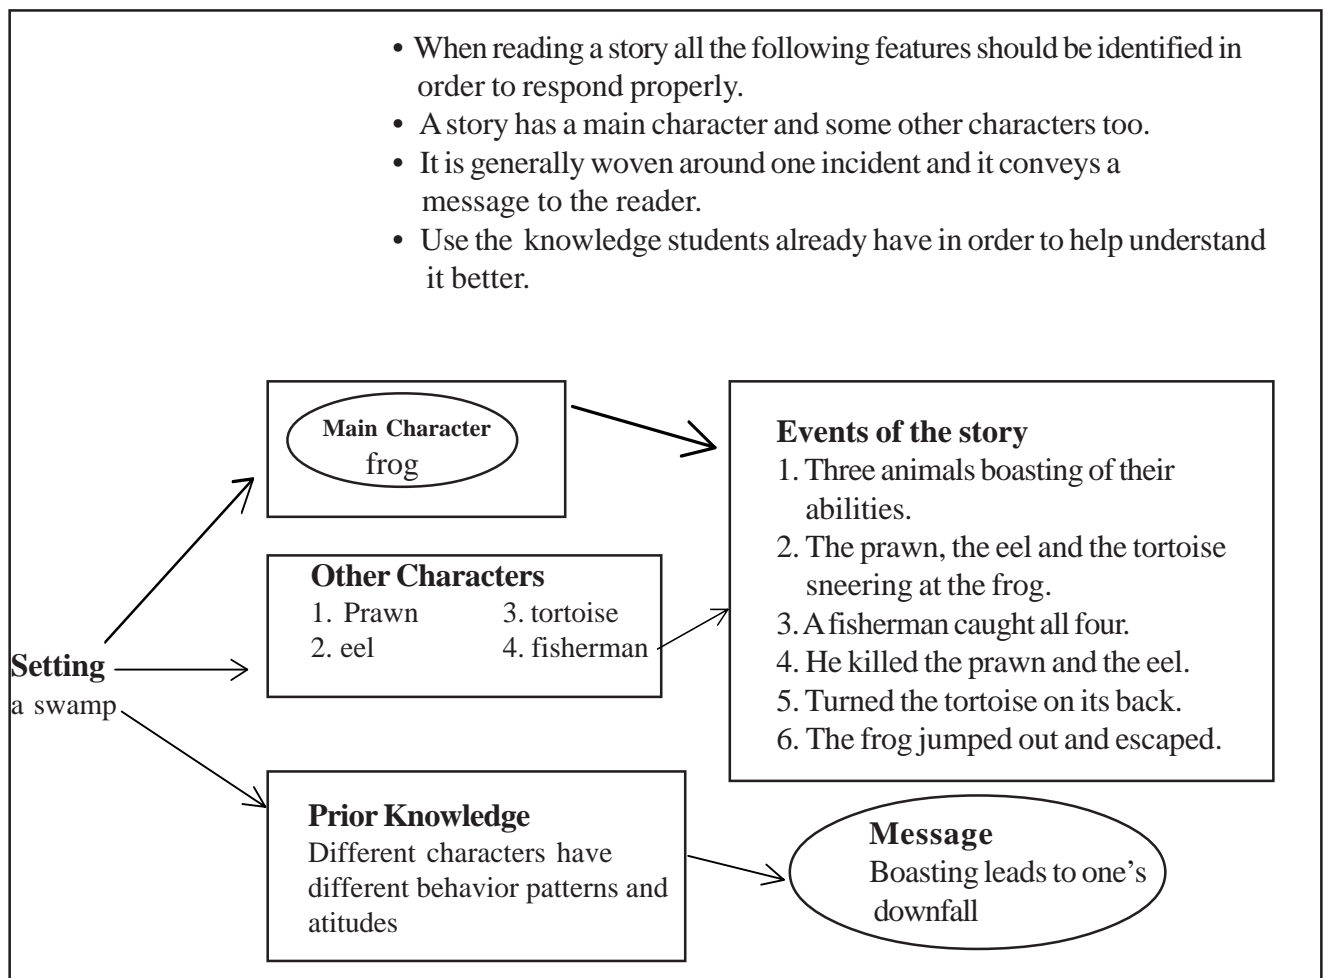 • When reading a story all the following features should be identified in
order to respond properly.
• A story has a main character and some other characters too.
• It is generally woven around one incident and it conveys a
message to the reader.
• Use the knowledge students already have in order to help understand
it better.
Main Character
frog
Other Characters
1. Prawn 3. tortoise
2. eel 4. fisherman
Setting
a swamp
Prior Knowledge
Different characters have
different behavior patterns and
atitudes
Events of the story
1. Three animals boasting of their
abilities.
2. The prawn, the eel and the tortoise
sneering at the frog.
3. A fisherman caught all four.
4. He killed the prawn and the eel.
5. Turned the tortoise on its back.
6. The frog jumped out and escaped.
Message
Boasting leads to one's
downfall